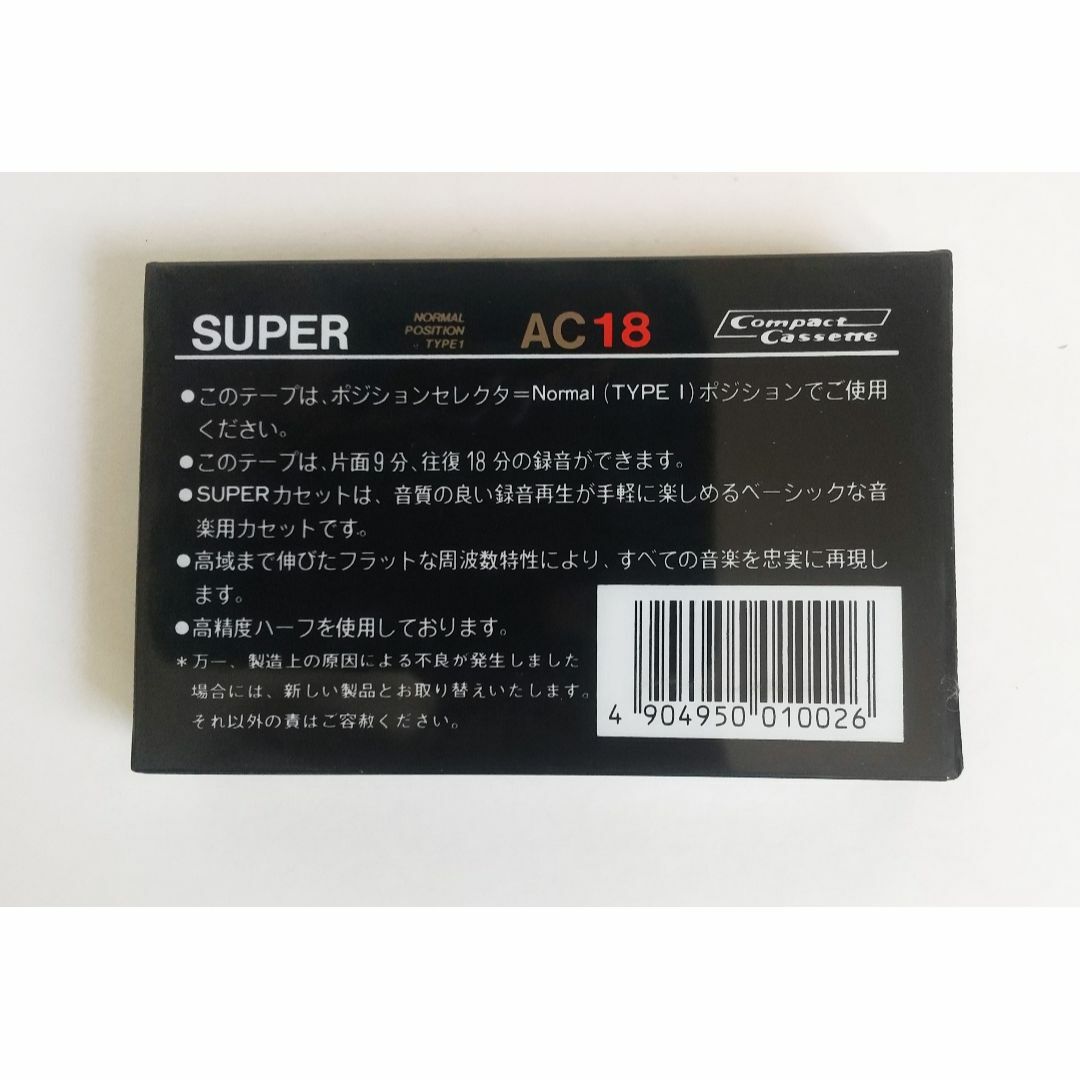 SUPER NORMAL POSITION TYPE1 AC18 Compact Cassette
●このテープは、ポジションセレクタ=Normal (TYPE I)ポジションでご使用
ください。
●このテープは、片面9分、往復18分の録音ができます。
●SUPERカセットは、音質の良い録音再生が手軽に楽しめるベーシックな音
楽用カセットです。
●高域まで伸びたフラットな周波数特性により、すべての音楽を忠実に再現し
ます。
●高精度ハーフを使用しております。
*万一、製造上の原因による不良が発生しました
場合には、新しい製品とお取り替えいたします。
それ以外の責はご容赦ください。
4 904950 010026